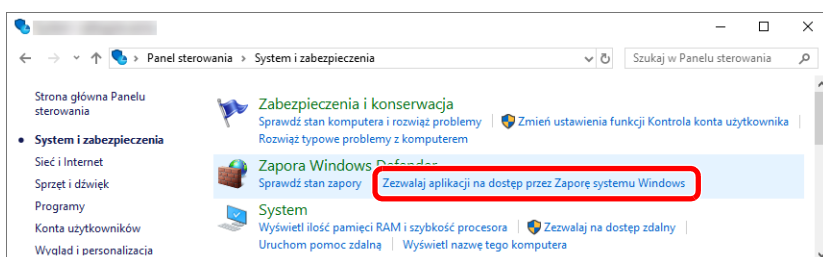 Panel sterowania > System i zabezpieczenia
Szukaj w Panelu sterowania
Strona główna Panelu
sterowania
System i zabezpieczenia
Sieć i Internet
Sprzęt i dźwięk
Programy
Konta użytkowników
Wygląd i personalizacja
Zabezpieczenia i konserwacja
Sprawdź stan komputera i rozwiąż problemy | Zmień ustawienia funkcji Kontrola konta użytkownika |
Rozwiąż typowe problemy z komputerem
Zapora Windows Defender
Sprawdź stan zapory | Zezwalaj aplikacji na dostęp przez Zaporę systemu Windows
System
Wyświetl ilość pamięci RAM i szybkość procesora | Zezwalaj na dostęp zdalny |
Uruchom pomoc zdalną | Wyświetl nazwę tego komputera